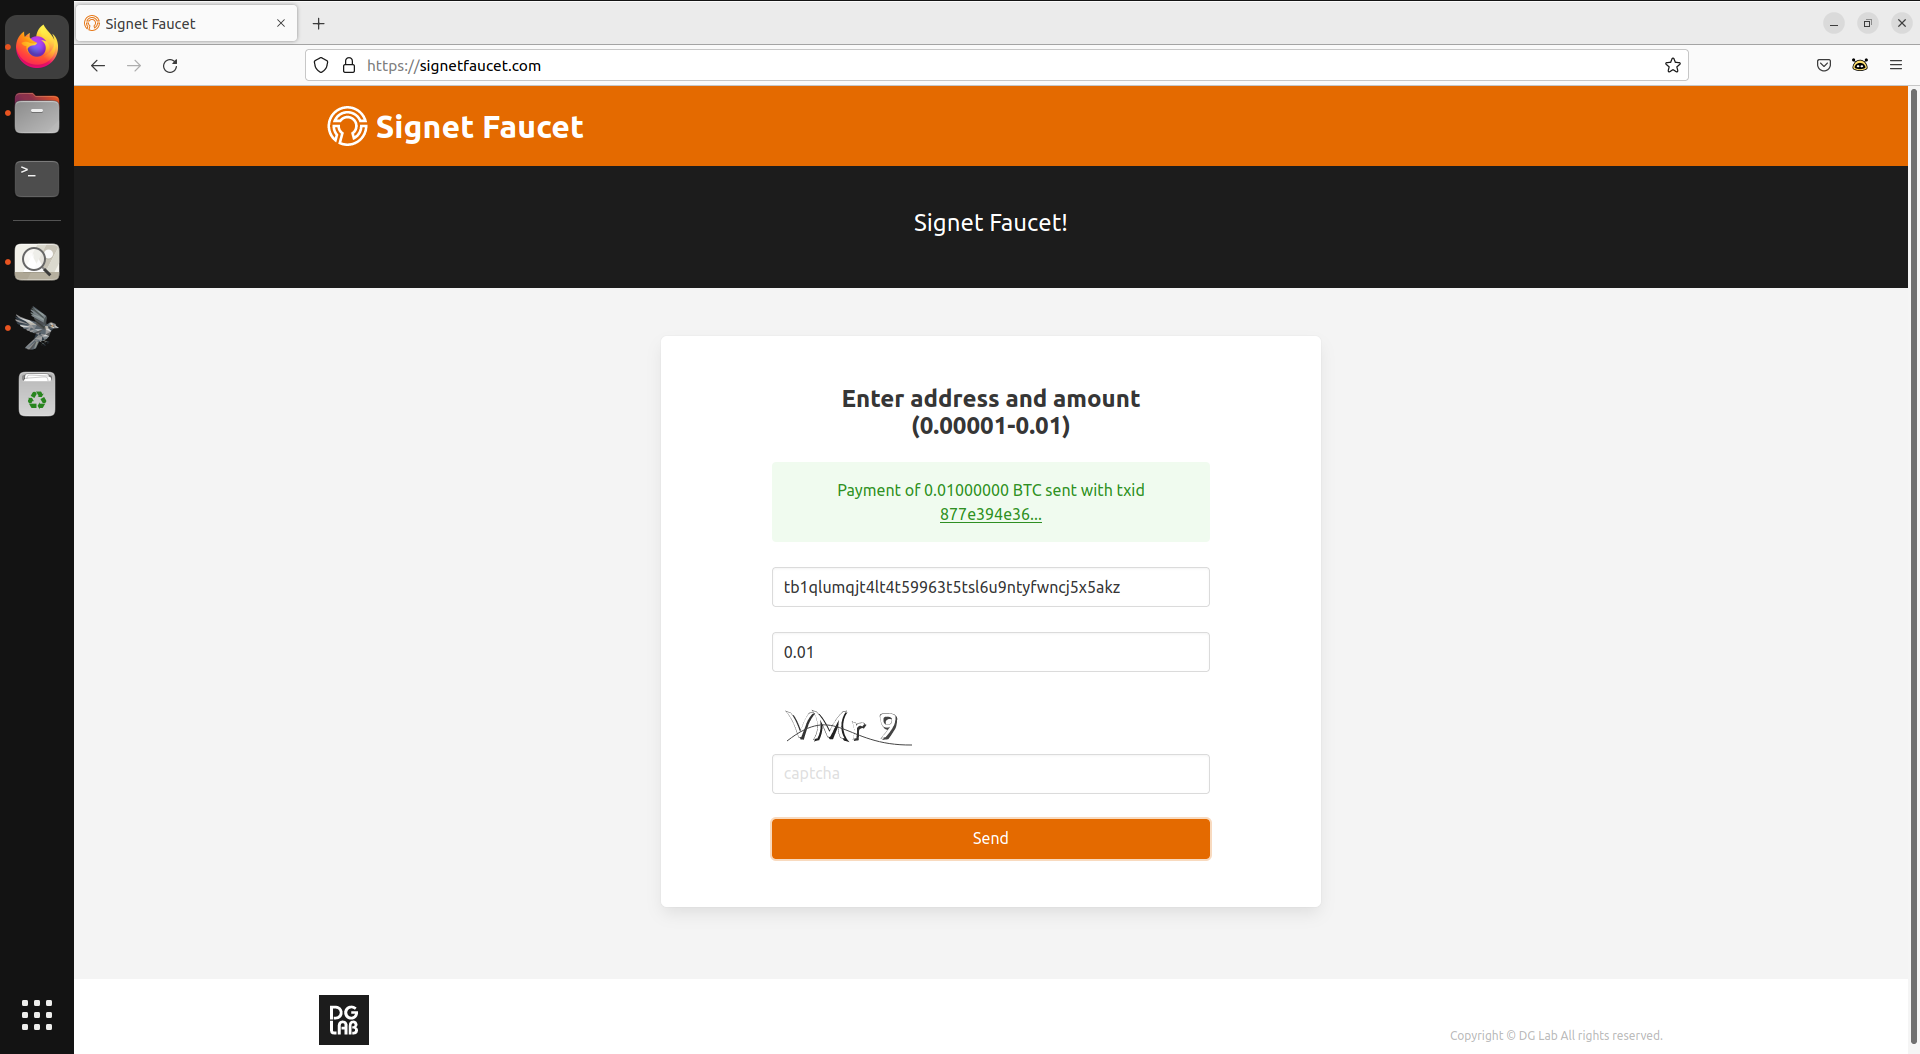 Signet Faucet
https://signetfaucet.com
Signet Faucet
Signet Faucet!
Enter address and amount
(0.00001-0.01)
Payment of 0.01000000 BTC sent with txid
877e394e36...
tb1qlumqjt4lt4t59963t5tsl6u9ntyfwncj5x5akz
0.01
VMr9
captcha
Send
DG
LAB
Copyright © DG Lab All rights reserved.